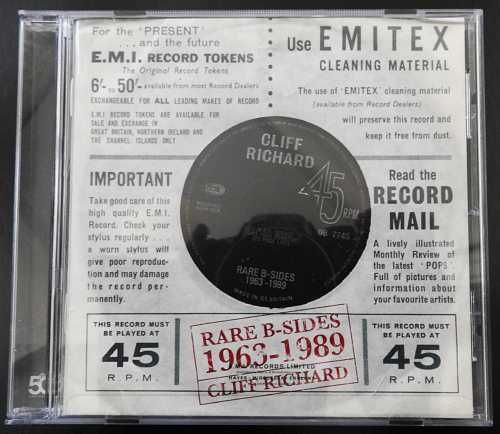 For the 'PRESENT'
. . . and the future
E.M.I. RECORD TOKENS
The Original Record Tokens
6/- to 50/- available from most Record Dealers
EXCHANGEABLE FOR ALL LEADING MAKES OF RECORD
E.M.I. RECORD TOKENS ARE AVAILABLE FOR
SALE AND EXCHANGE IN
GREAT BRITAIN, NORTHERN IRELAND AND
THE CHANNEL ISLANDS ONLY
Use EMITEX
CLEANING MATERIAL
The use of 'EMITEX' cleaning material
(available from Record Dealers)
will preserve this record and
keep it free from dust.
IMPORTANT
Take good care of this
high quality E.M.I.
Record. Check your
stylus regularly . . .
a worn stylus will
give poor reproduc-
tion and may damage
the record per-
manently.
CLIFF
RICHARD
45
RPM
DB 7745
RARE B-SIDES
1963-1989
MADE IN GT. BRITAIN
Read the
RECORD
MAIL
A lively illustrated
Monthly Review of
the latest 'POPS'.
Full of pictures and
information about
your favourite artists.
THIS RECORD MUST
BE PLAYED AT
45
R.P.M.
RARE B-SIDES
1963-1989
RECORDS LIMITED
CLIFF RICHARD
THIS RECORD MUST
BE PLAYED AT
45
R.P.M.